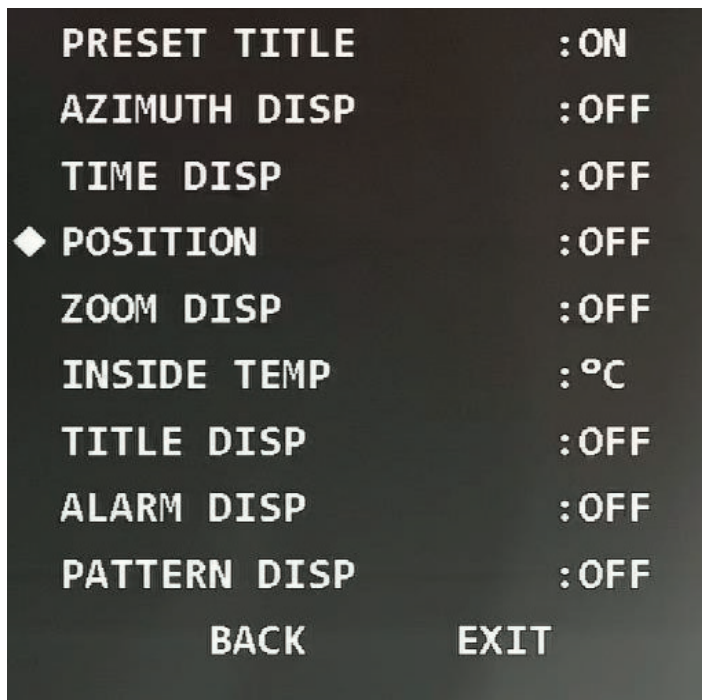 PRESET TITLE :ON
AZIMUTH DISP :OFF
TIME DISP :OFF
◆ POSITION :OFF
ZOOM DISP :OFF
INSIDE TEMP :°C
TITLE DISP :OFF
ALARM DISP :OFF
PATTERN DISP :OFF
BACK EXIT